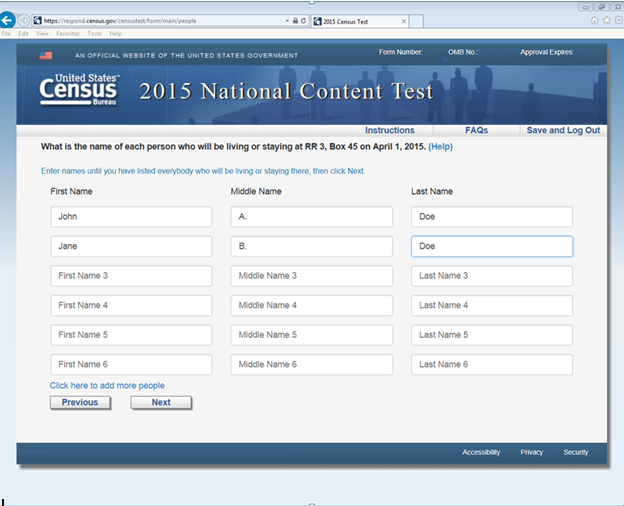 https://respond.census.gov/censustest/form/main/people
2015 Census Test
File Edit View Favorites Tools Help
AN OFFICIAL WEBSITE OF THE UNITED STATES GOVERNMENT Form Number: OMB No.: Approval Expires:
United States™
Census
Bureau
2015 National Content Test
Instructions FAQs Save and Log Out
What is the name of each person who will be living or staying at RR 3, Box 45 on April 1, 2015. (Help)
Enter names until you have listed everybody who will be living or staying there, then click Next.
First Name Middle Name Last Name
John A. Doe
Jane B. Doe
First Name 3 Middle Name 3 Last Name 3
First Name 4 Middle Name 4 Last Name 4
First Name 5 Middle Name 5 Last Name 5
First Name 6 Middle Name 6 Last Name 6
Click here to add more people
Previous Next
Accessibility Privacy Security